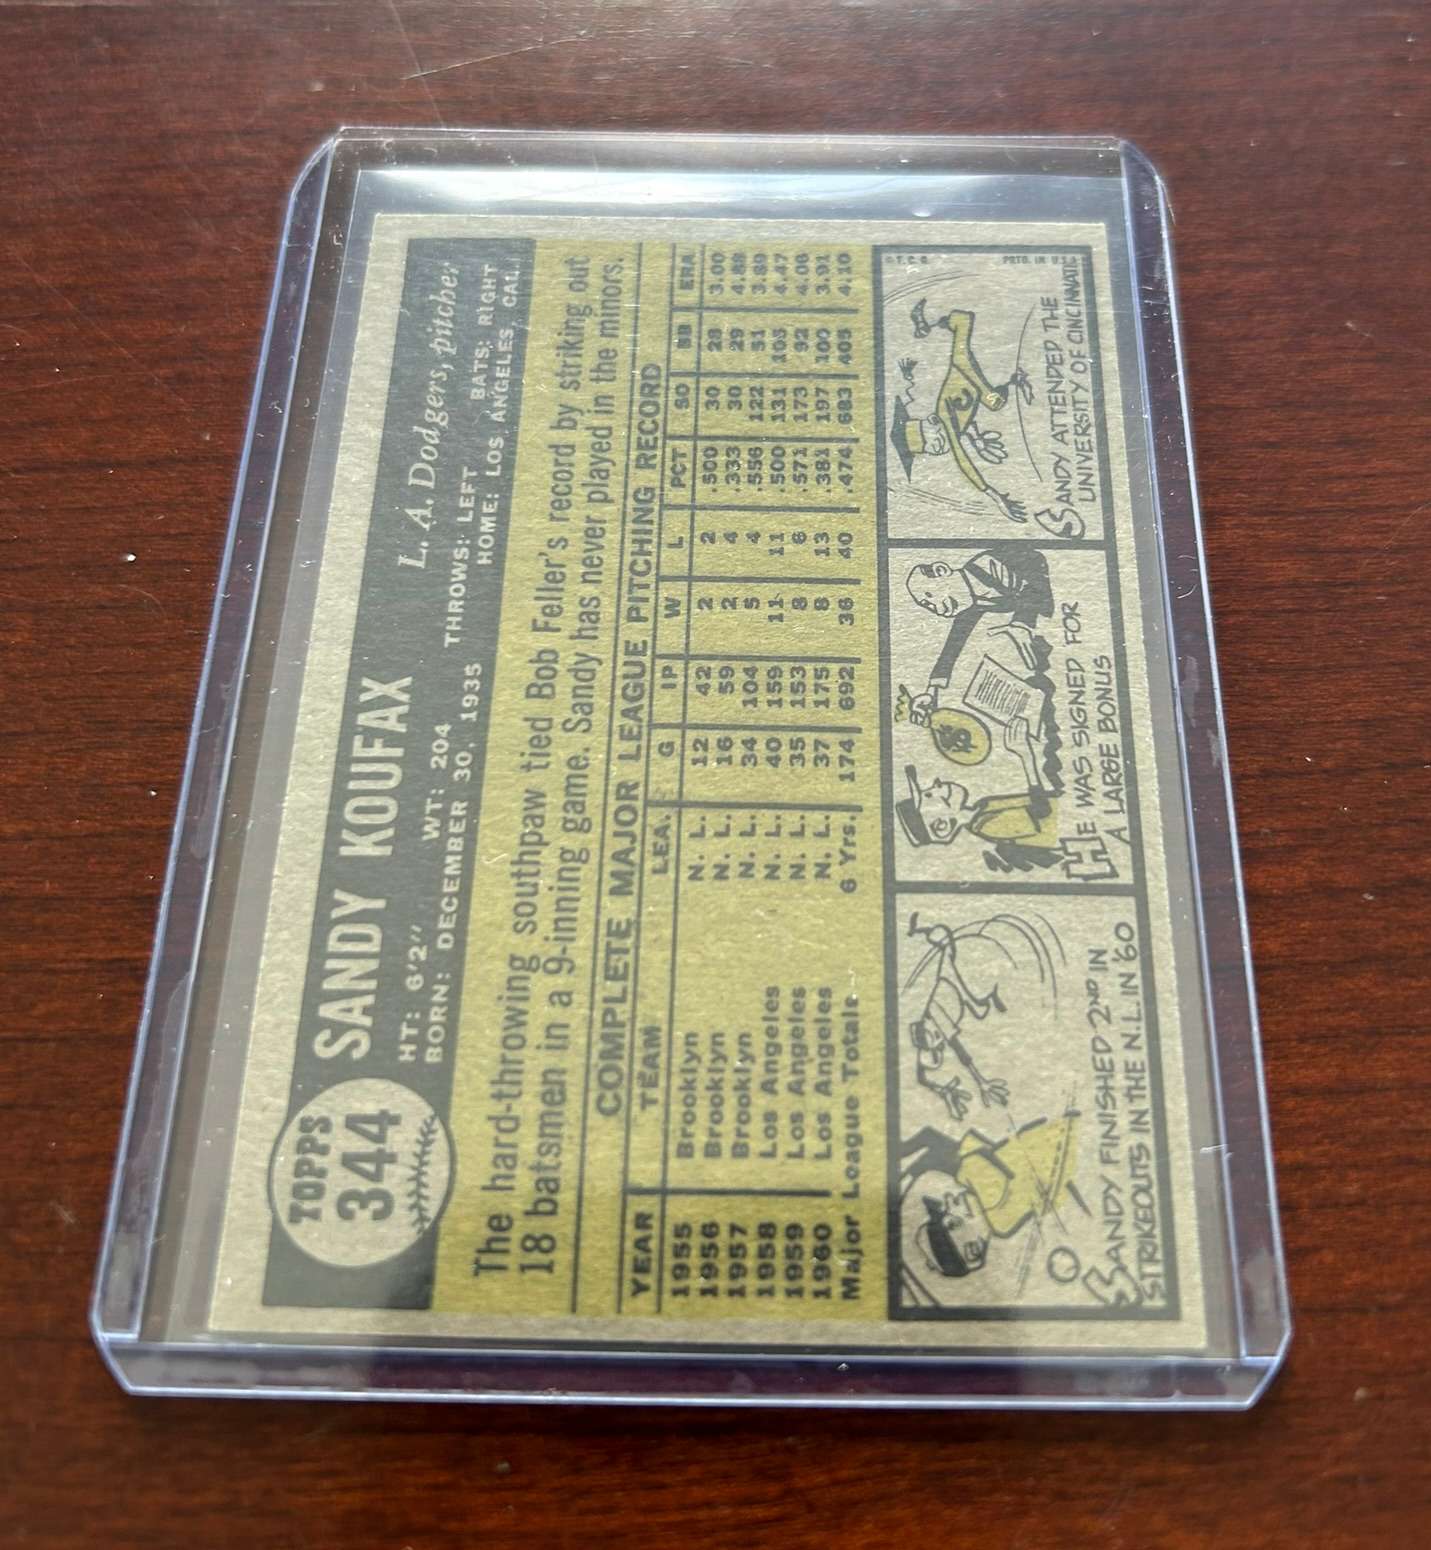 TOPPS
344
SANDY KOUFAX
L. A. Dodgers, pitcher
HT: 6'2" WT: 204 THROWS: LEFT BATS: RIGHT
BORN: DECEMBER 30, 1935 HOME: LOS ANGELES, CAL.
The hard-throwing southpaw tied Bob Feller's record by striking out
18 batsmen in a 9-inning game. Sandy has never played in the minors.
COMPLETE MAJOR LEAGUE PITCHING RECORD
YEAR TEAM LEA. G IP W L PCT SO BB ERA
1955 Brooklyn N. L. 12 42 2 2 .500 30 28 3.00
1956 Brooklyn N. L. 16 59 2 4 .333 30 29 4.88
1957 Brooklyn N. L. 34 104 5 4 .556 122 51 3.89
1958 Los Angeles N. L. 40 159 11 11 .500 131 105 4.47
1959 Los Angeles N. L. 35 153 8 6 .571 173 92 4.06
1960 Los Angeles N. L. 37 175 8 13 .381 197 100 3.91
Major League Totals 6 Yrs. 174 692 36 40 .474 683 405 4.10
SANDY FINISHED 2ND IN
STRIKEOUTS IN THE N.L. IN '60
$
HE WAS SIGNED FOR
A LARGE BONUS
© T. C. G. PRTD. IN U.S.A.
SANDY ATTENDED THE
UNIVERSITY OF CINCINNATI